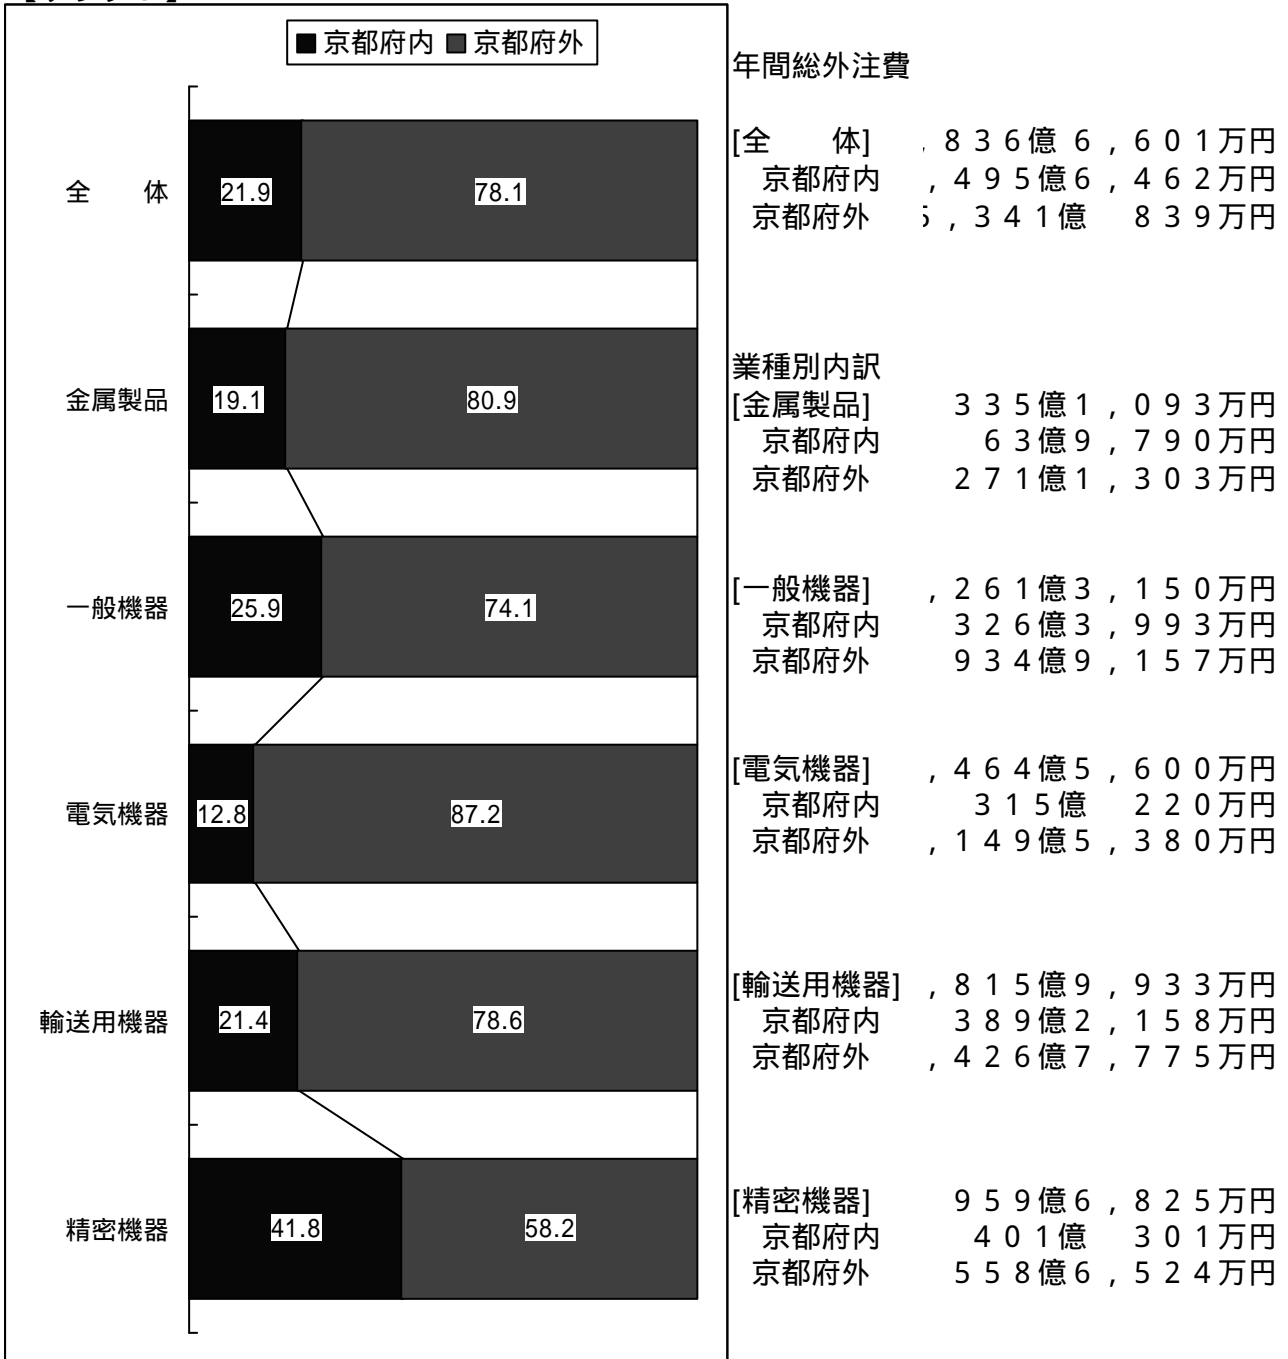 ■京都府内 ■京都府外
全　体 21.9 78.1
金属製品 19.1 80.9
一般機器 25.9 74.1
電気機器 12.8 87.2
輸送用機器 21.4 78.6
精密機器 41.8 58.2
年間総外注費
[全　体] ,８３６億６,６０１万円
京都府内 ,４９５億６,４６２万円
京都府外 ,３４１億　８３９万円
業種別内訳
[金属製品] ３３５億１,０９３万円
京都府内 ６３億９,７９０万円
京都府外 ２７１億１,３０３万円
[一般機器] ,２６１億３,１５０万円
京都府内 ３２６億３,９９３万円
京都府外 ９３４億９,１５７万円
[電気機器] ,４６４億５,６００万円
京都府内 ３１５億　２２０万円
京都府外 ,１４９億５,３８０万円
[輸送用機器] ,８１５億９,９３３万円
京都府内 ３８９億２,１５８万円
京都府外 ,４２６億７,７７５万円
[精密機器] ９５９億６,８２５万円
京都府内 ４０１億　３０１万円
京都府外 ５５８億６,５２４万円